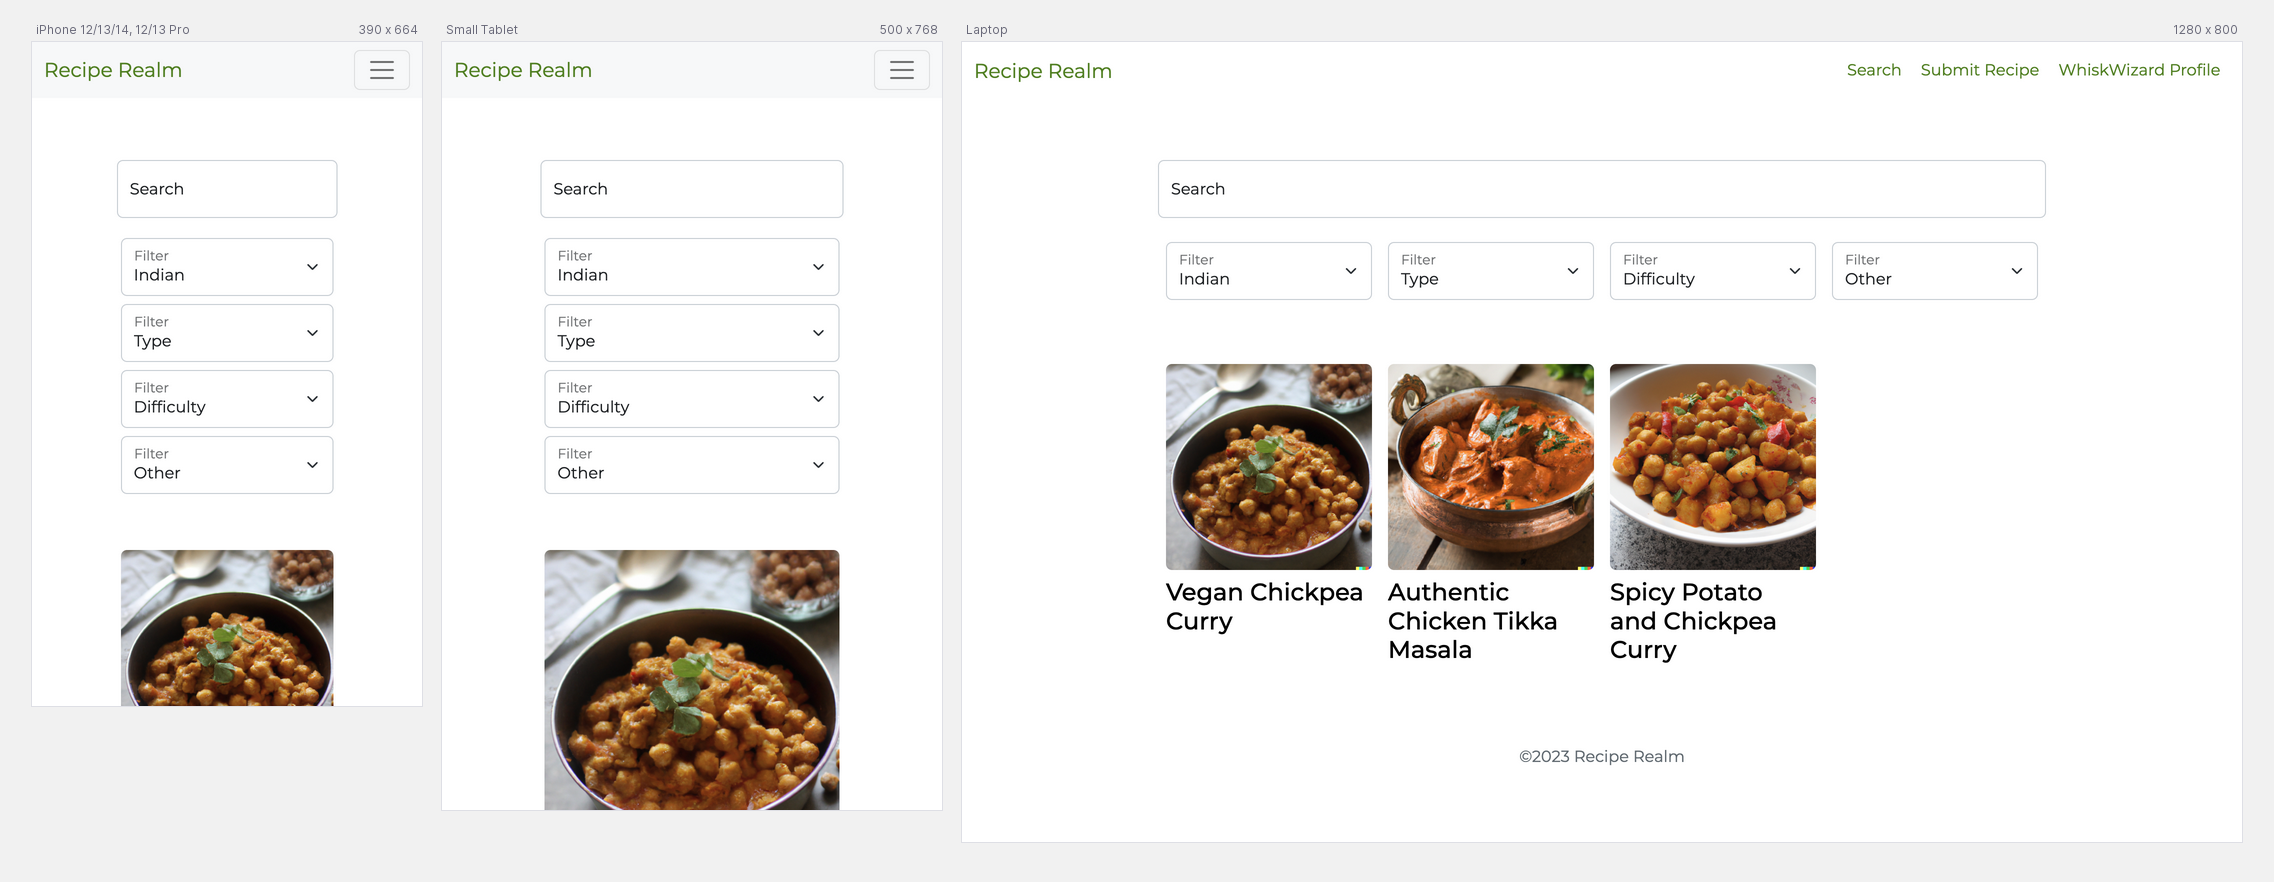 iPhone 12/13/14, 12/13 Pro 390 x 664
Recipe Realm
Search
Filter
Indian
Filter
Type
Filter
Difficulty
Filter
Other
Small Tablet 500 x 768
Recipe Realm
Search
Filter
Indian
Filter
Type
Filter
Difficulty
Filter
Other
Laptop 1280 x 800
Recipe Realm Search Submit Recipe WhiskWizard Profile
Search
Filter
Indian
Filter
Type
Filter
Difficulty
Filter
Other
Vegan Chickpea
Curry
Authentic
Chicken Tikka
Masala
Spicy Potato
and Chickpea
Curry
©2023 Recipe Realm